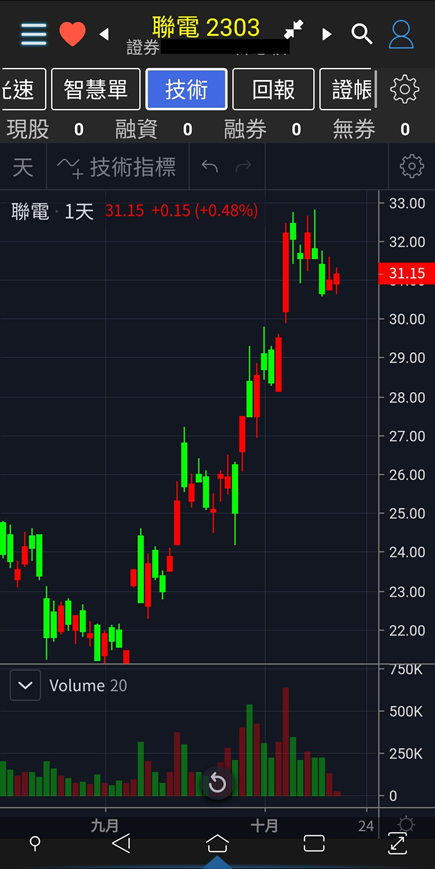 聯電 2303
證券
光速 智慧單 技術 回報 證帳
現股 0 融資 0 融券 0 無券 0
天 技術指標
聯電 · 1天 31.15 +0.15 (+0.48%)
33.00
32.00
31.15
31.00
30.00
29.00
28.00
27.00
26.00
25.00
24.00
23.00
22.00
Volume 20
750K
500K
250K
0
九月 十月 24